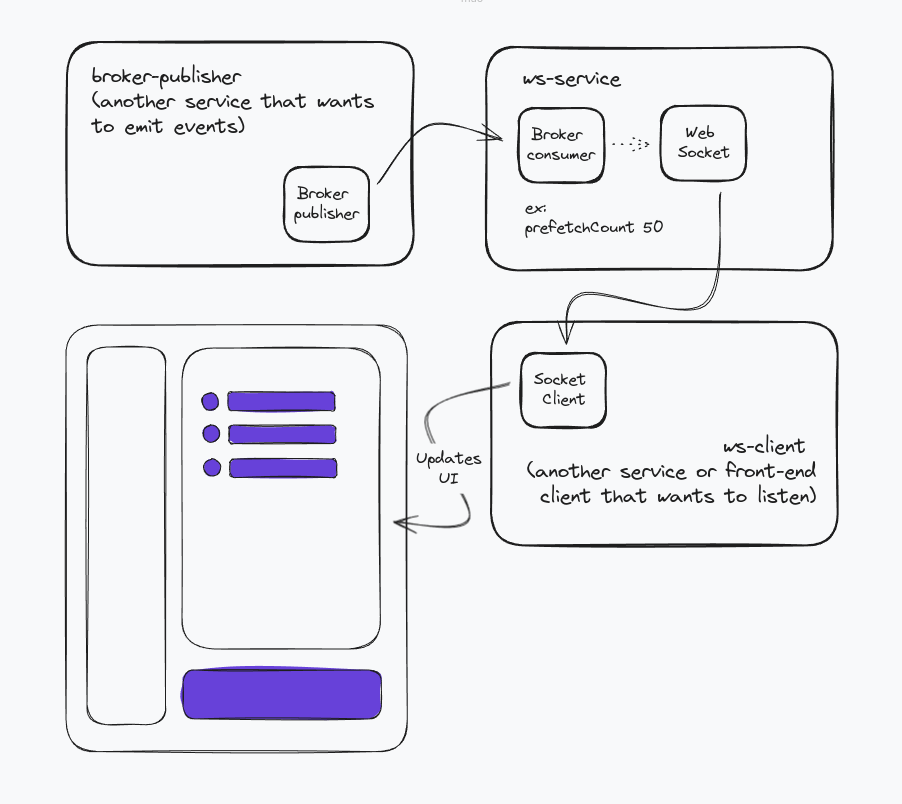 broker-publisher
(another service that wants
to emit events)
Broker
publisher
ws-service
Broker
consumer
Web
Socket
ex:
prefetchCount 50
Socket
Client
ws-client
(another service or front-end
client that wants to listen)
Updates
UI